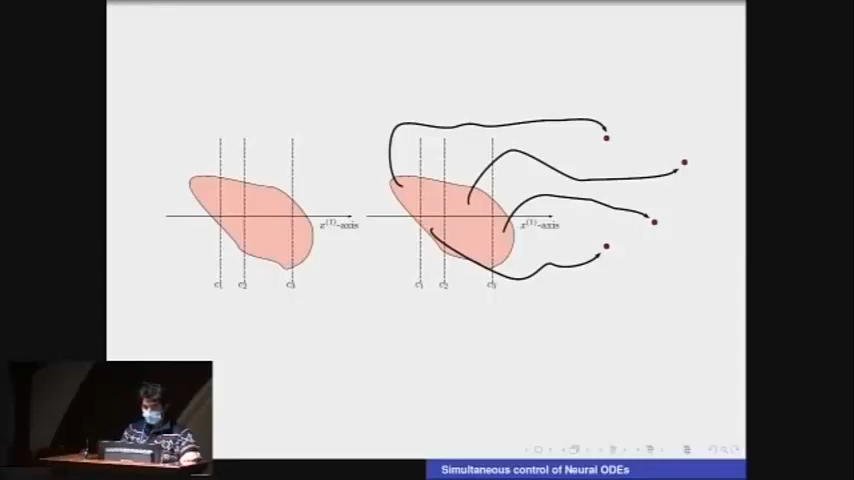 x⁽¹⁾-axis
x⁽¹⁾-axis
c₁ c₂ c₃
c₁ c₂ c₃
Simultaneous control of Neural ODEs